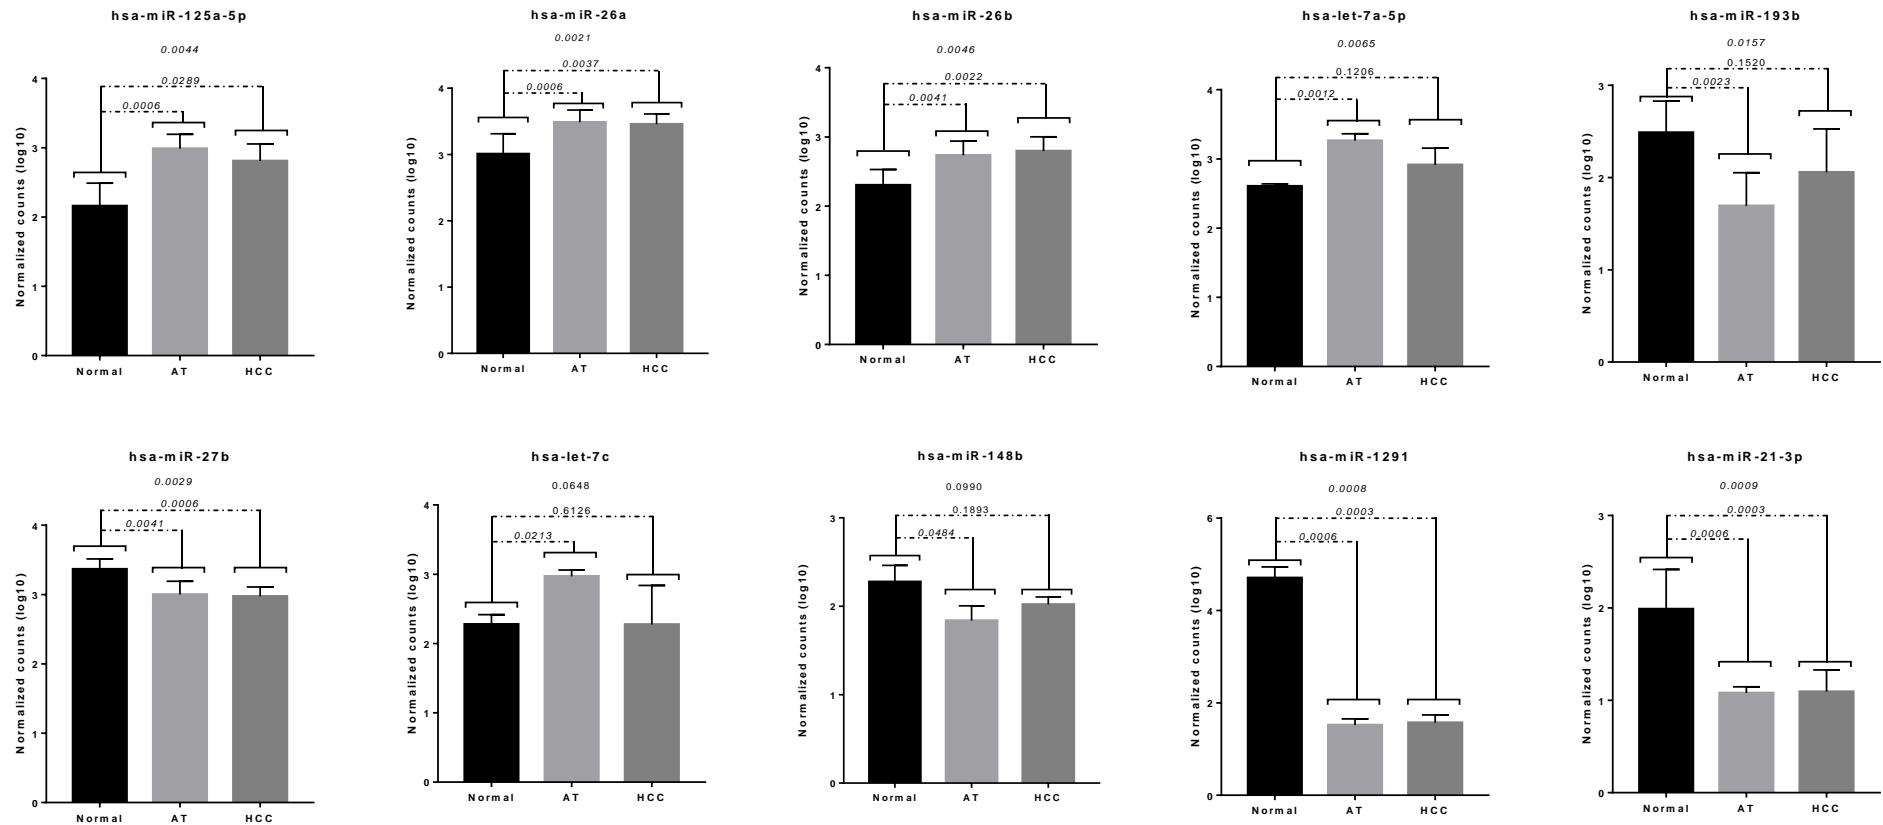 hsa-miR-125a-5p
0.0044
0.0289
0.0006
Normalized counts (log10)
4
3
2
1
0
Normal AT HCC
hsa-miR-26a
0.0021
0.0037
0.0006
Normalized counts (log10)
4
3
2
1
0
Normal AT HCC
hsa-miR-26b
0.0046
0.0022
0.0041
Normalized counts (log10)
4
3
2
1
0
Normal AT HCC
hsa-let-7a-5p
0.0065
0.1206
0.0012
Normalized counts (log10)
4
3
2
1
0
Normal AT HCC
hsa-miR-193b
0.0157
0.1520
0.0023
Normalized counts (log10)
3
2
1
0
Normal AT HCC
hsa-miR-27b
0.0029
0.0006
0.0041
Normalized counts (log10)
4
3
2
1
0
Normal AT HCC
hsa-let-7c
0.0648
0.6126
0.0213
Normalized counts (log10)
4
3
2
1
0
Normal AT HCC
hsa-miR-148b
0.0990
0.1893
0.0484
Normalized counts (log10)
3
2
1
0
Normal AT HCC
hsa-miR-1291
0.0008
0.0003
0.0006
Normalized counts (log10)
6
4
2
0
Normal AT HCC
hsa-miR-21-3p
0.0009
0.0003
0.0006
Normalized counts (log10)
3
2
1
0
Normal AT HCC